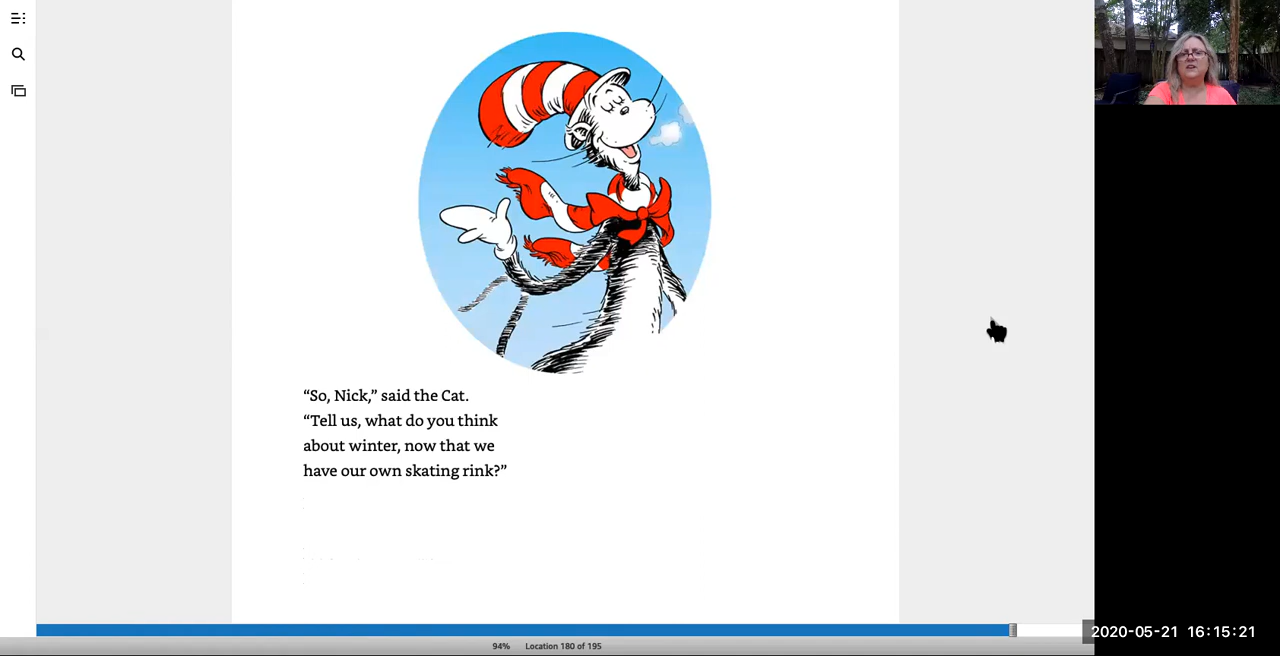 “So, Nick,” said the Cat.
“Tell us, what do you think
about winter, now that we
have our own skating rink?”
94% Location 180 of 195
2020-05-21 16:15:21